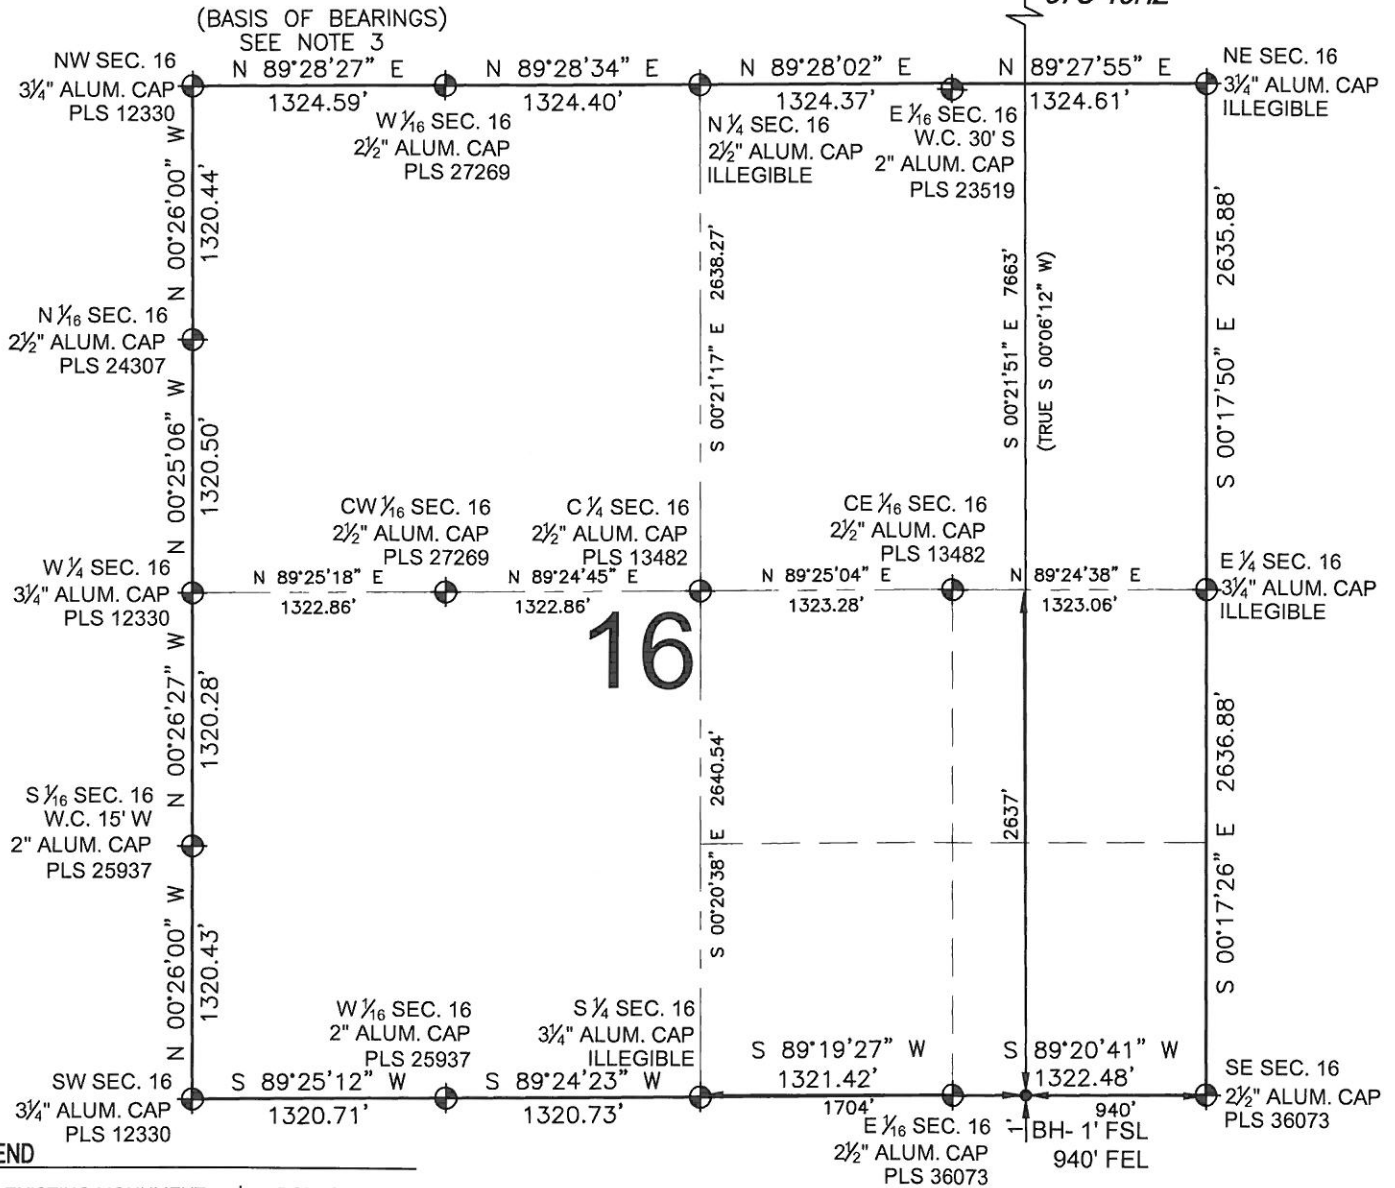 (BASIS OF BEARINGS)
SEE NOTE 3
NW SEC. 16
3¼" ALUM. CAP
PLS 12330
N 89°28'27" E
1324.59'
N 89°28'34" E
1324.40'
N 89°28'02" E
1324.37'
N 89°27'55" E
1324.61'
NE SEC. 16
3¼" ALUM. CAP
ILLEGIBLE
W 1/16 SEC. 16
2½" ALUM. CAP
PLS 27269
N ¼ SEC. 16
2½" ALUM. CAP
ILLEGIBLE
E 1/16 SEC. 16
W.C. 30' S
2" ALUM. CAP
PLS 23519
N 00°26'00" W
1320.44'
S 00°21'17" E 2638.27'
S 00°21'51" E 7663'
(TRUE S 00°06'12" W)
S 00°17'50" E 2635.88'
N 1/16 SEC. 16
2½" ALUM. CAP
PLS 24307
N 00°25'06" W
1320.50'
CW 1/16 SEC. 16
2½" ALUM. CAP
PLS 27269
C ¼ SEC. 16
2½" ALUM. CAP
PLS 13482
CE 1/16 SEC. 16
2½" ALUM. CAP
PLS 13482
W ¼ SEC. 16
3¼" ALUM. CAP
PLS 12330
N 89°25'18" E
1322.86'
N 89°24'45" E
1322.86'
N 89°25'04" E
1323.28'
N 89°24'38" E
1323.06'
E ¼ SEC. 16
3¼" ALUM. CAP
ILLEGIBLE
16
N 00°26'27" W
1320.28'
S 00°20'38" E 2640.54'
2637'
S 00°17'26" E 2636.88'
S 1/16 SEC. 16
W.C. 15' W
2" ALUM. CAP
PLS 25937
N 00°26'00" W
1320.43'
W 1/16 SEC. 16
2" ALUM. CAP
PLS 25937
S ¼ SEC. 16
3¼" ALUM. CAP
ILLEGIBLE
SW SEC. 16
3¼" ALUM. CAP
PLS 12330
S 89°25'12" W
1320.71'
S 89°24'23" W
1320.73'
S 89°19'27" W
1321.42'
1704'
S 89°20'41" W
1322.48'
940'
SE SEC. 16
2½" ALUM. CAP
PLS 36073
E 1/16 SEC. 16
2½" ALUM. CAP
PLS 36073
1'
BH- 1' FSL
940' FEL
END